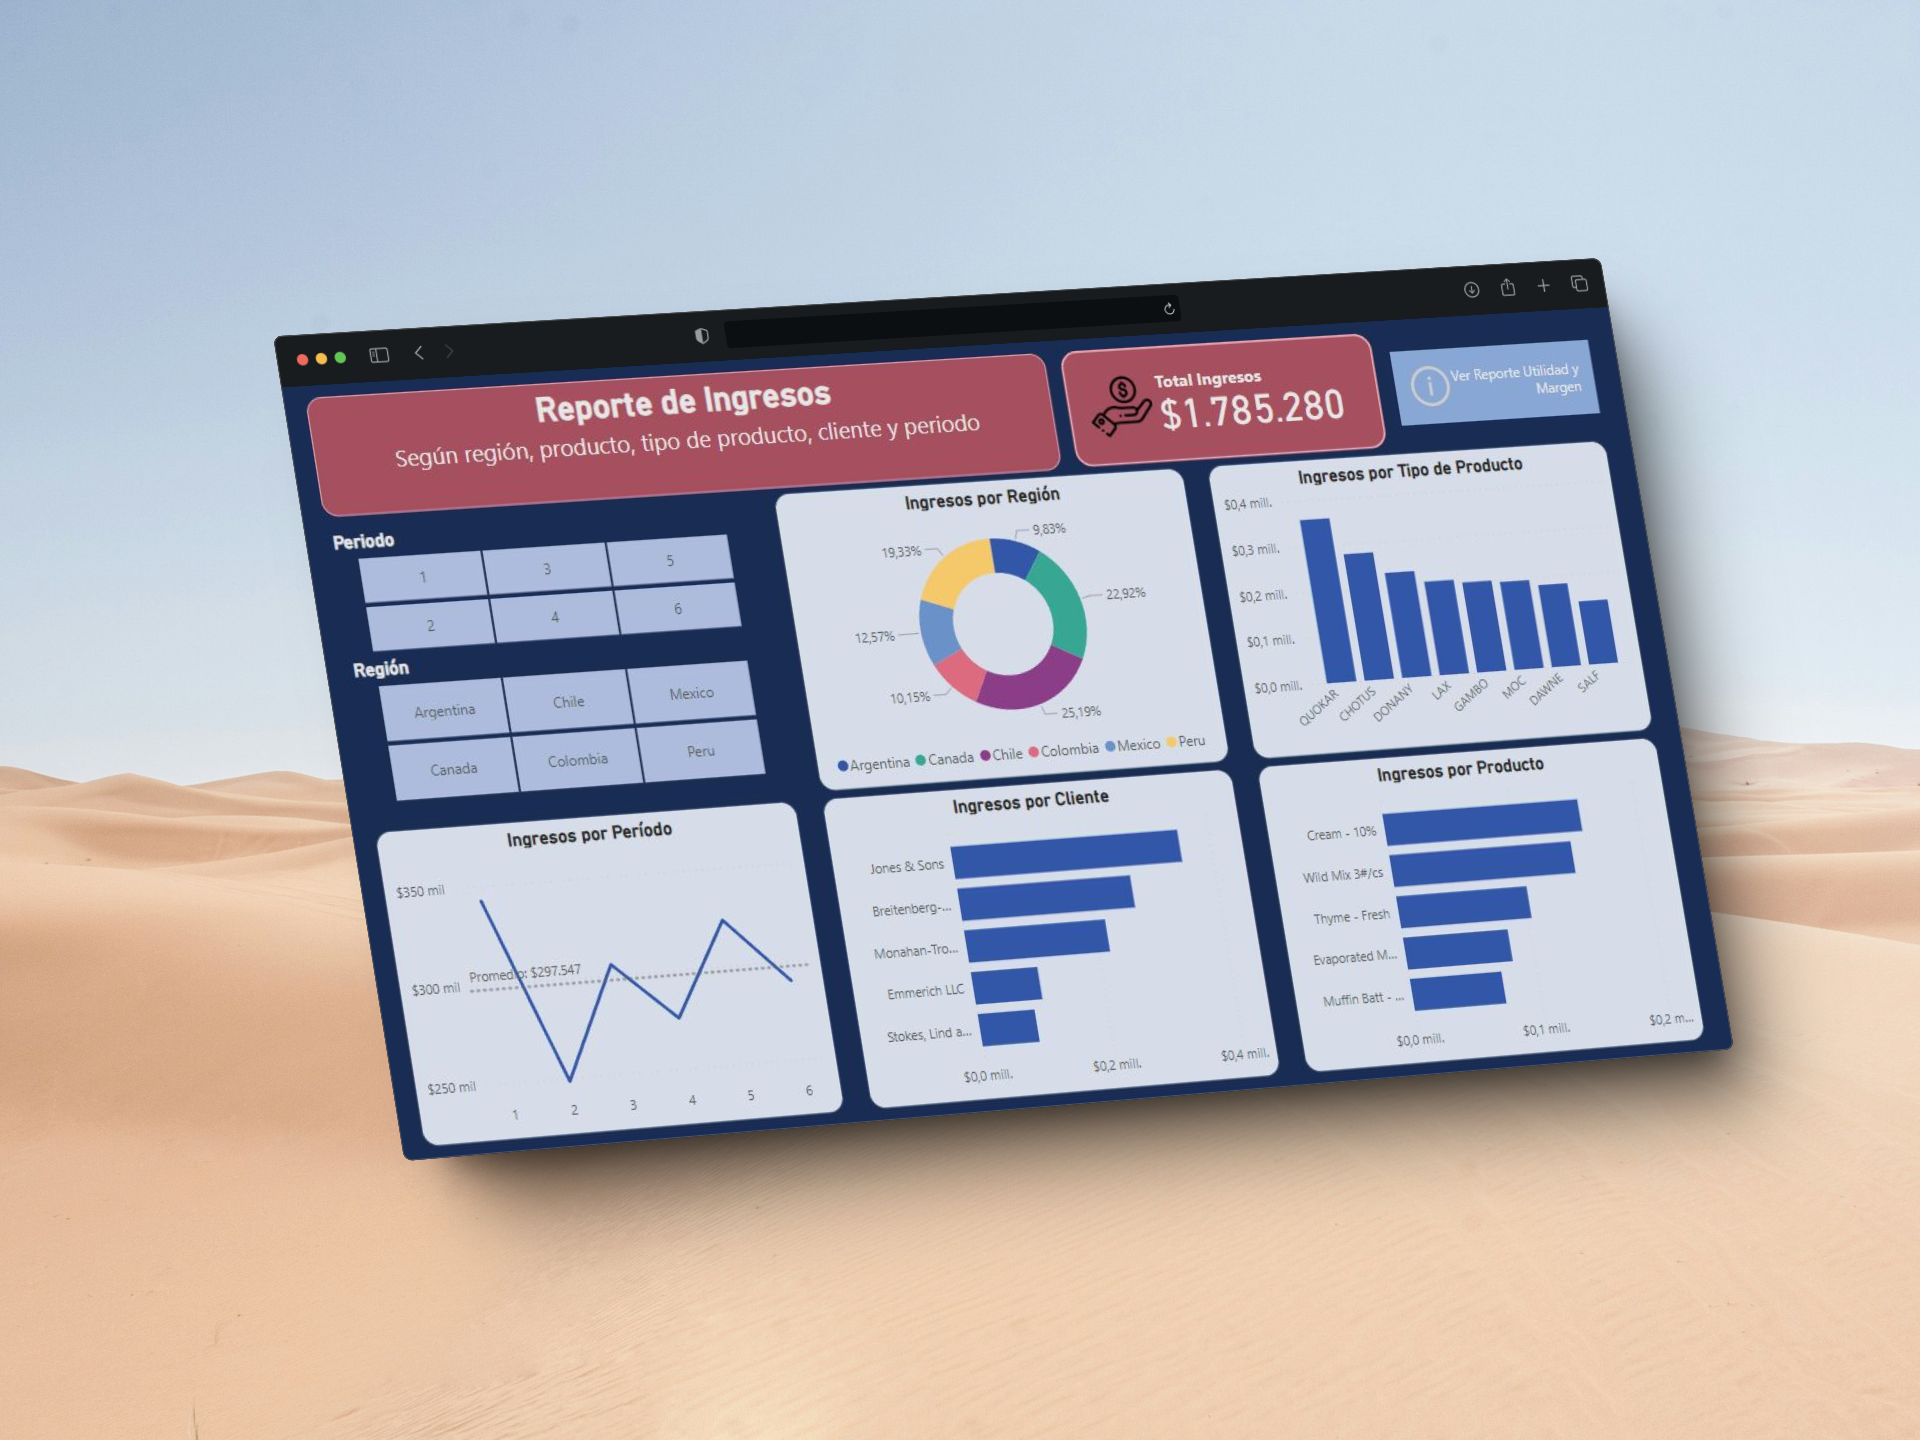 Reporte de Ingresos
Según región, producto, tipo de producto, cliente y periodo
Total Ingresos
$1.785.280
Ver Reporte Utilidad y
Margen
Periodo
1 3 5
2 4 6
Región
Argentina Chile Mexico
Canada Colombia Peru
Ingresos por Región
9,83%
19,33%
22,92%
12,57%
10,15%
25,19%
Argentina Canada Chile Colombia Mexico Peru
Ingresos por Tipo de Producto
$0,4 mill.
$0,3 mill.
$0,2 mill.
$0,1 mill.
$0,0 mill.
QUOKAR CHOTUS DONANY LAX GAMBO MOC DAWNE SALF
Ingresos por Período
$350 mil
Promedio: $297.547
$300 mil
$250 mil
1 2 3 4 5 6
Ingresos por Cliente
Jones & Sons
Breitenberg-...
Monahan-Tro...
Emmerich LLC
Stokes, Lind a...
$0,0 mill. $0,2 mill. $0,4 mill.
Ingresos por Producto
Cream - 10%
Wild Mix 3#/cs
Thyme - Fresh
Evaporated M...
Muffin Batt - ...
$0,0 mill. $0,1 mill. $0,2 m...